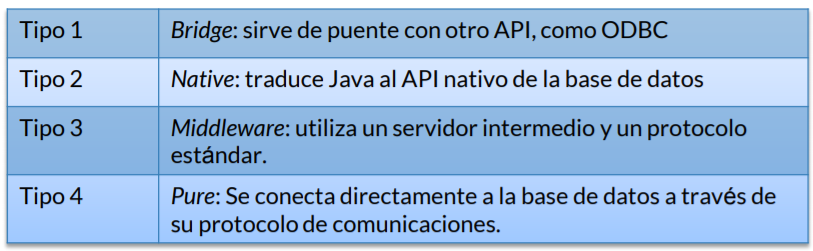 Tipo 1
Bridge: sirve de puente con otro API, como ODBC
Tipo 2
Native: traduce Java al API nativo de la base de datos
Tipo 3
Middleware: utiliza un servidor intermedio y un protocolo
estándar.
Tipo 4
Pure: Se conecta directamente a la base de datos a través de
su protocolo de comunicaciones.